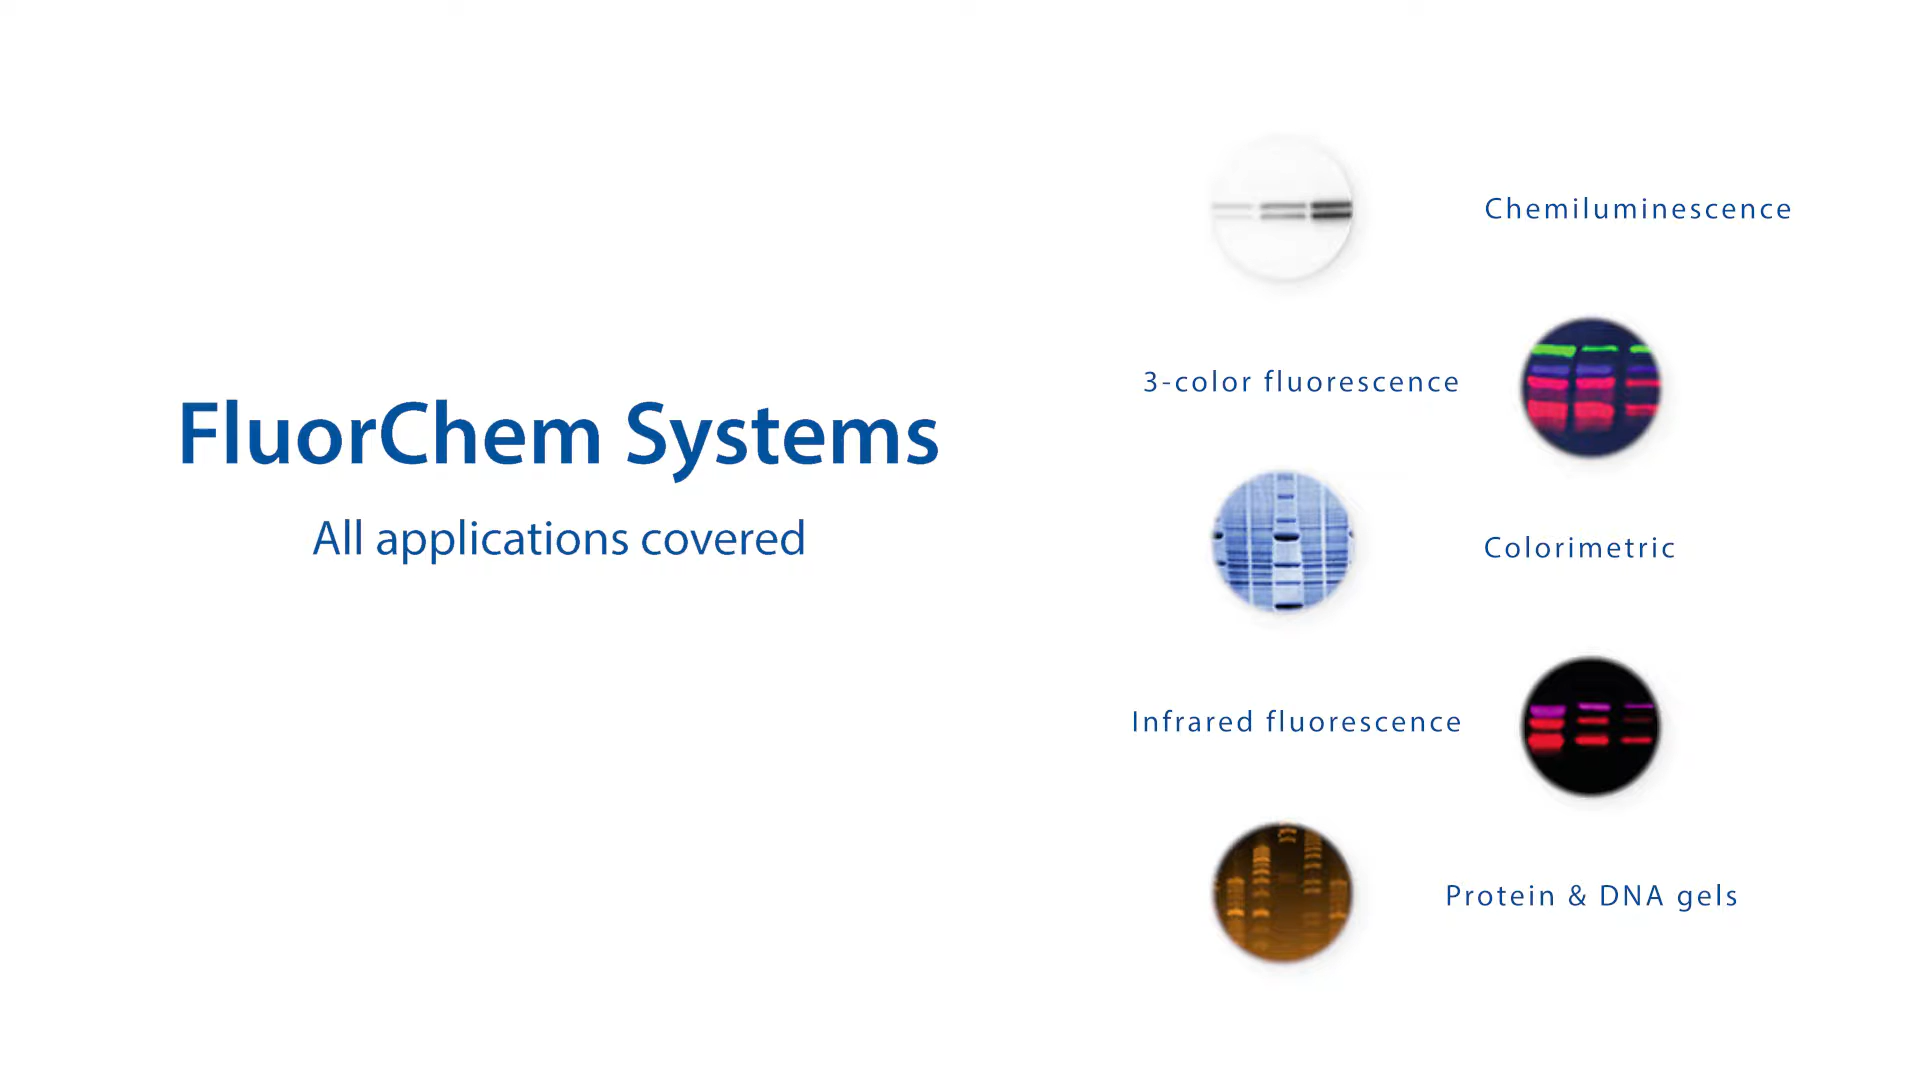 FluorChem Systems
All applications covered
Chemiluminescence
3-color fluorescence
Colorimetric
Infrared fluorescence
Protein & DNA gels